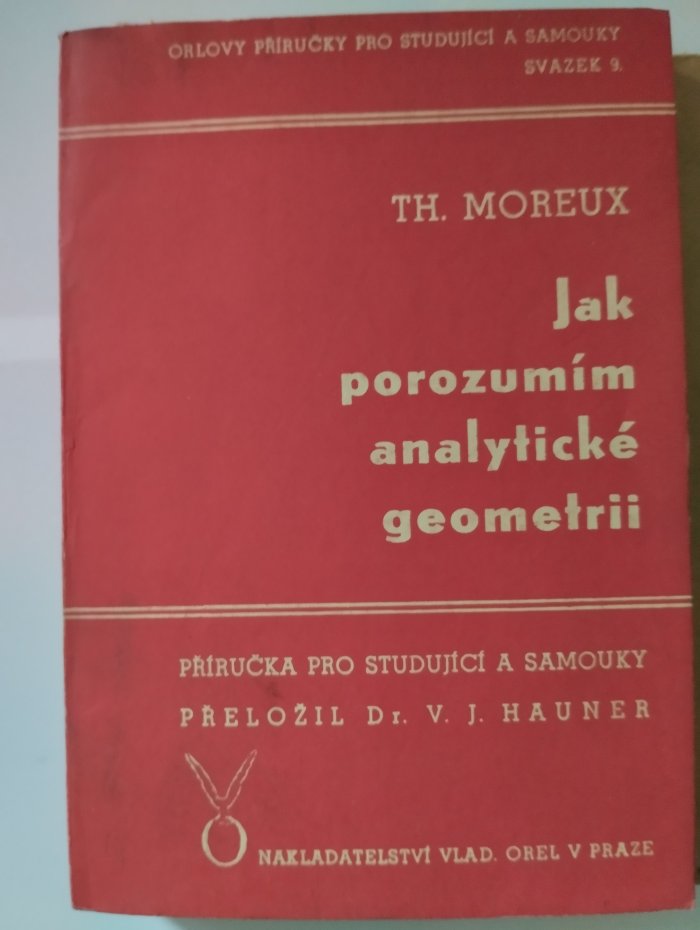 ORLOVY PŘÍRUČKY PRO STUDUJÍCÍ A SAMOUKY
SVAZEK 9.
TH. MOREUX
Jak
porozumím
analytické
geometrii
PŘÍRUČKA PRO STUDUJÍCÍ A SAMOUKY
PŘELOŽIL Dr. V. J. HAUNER
NAKLADATELSTVÍ VLAD. OREL V PRAZE